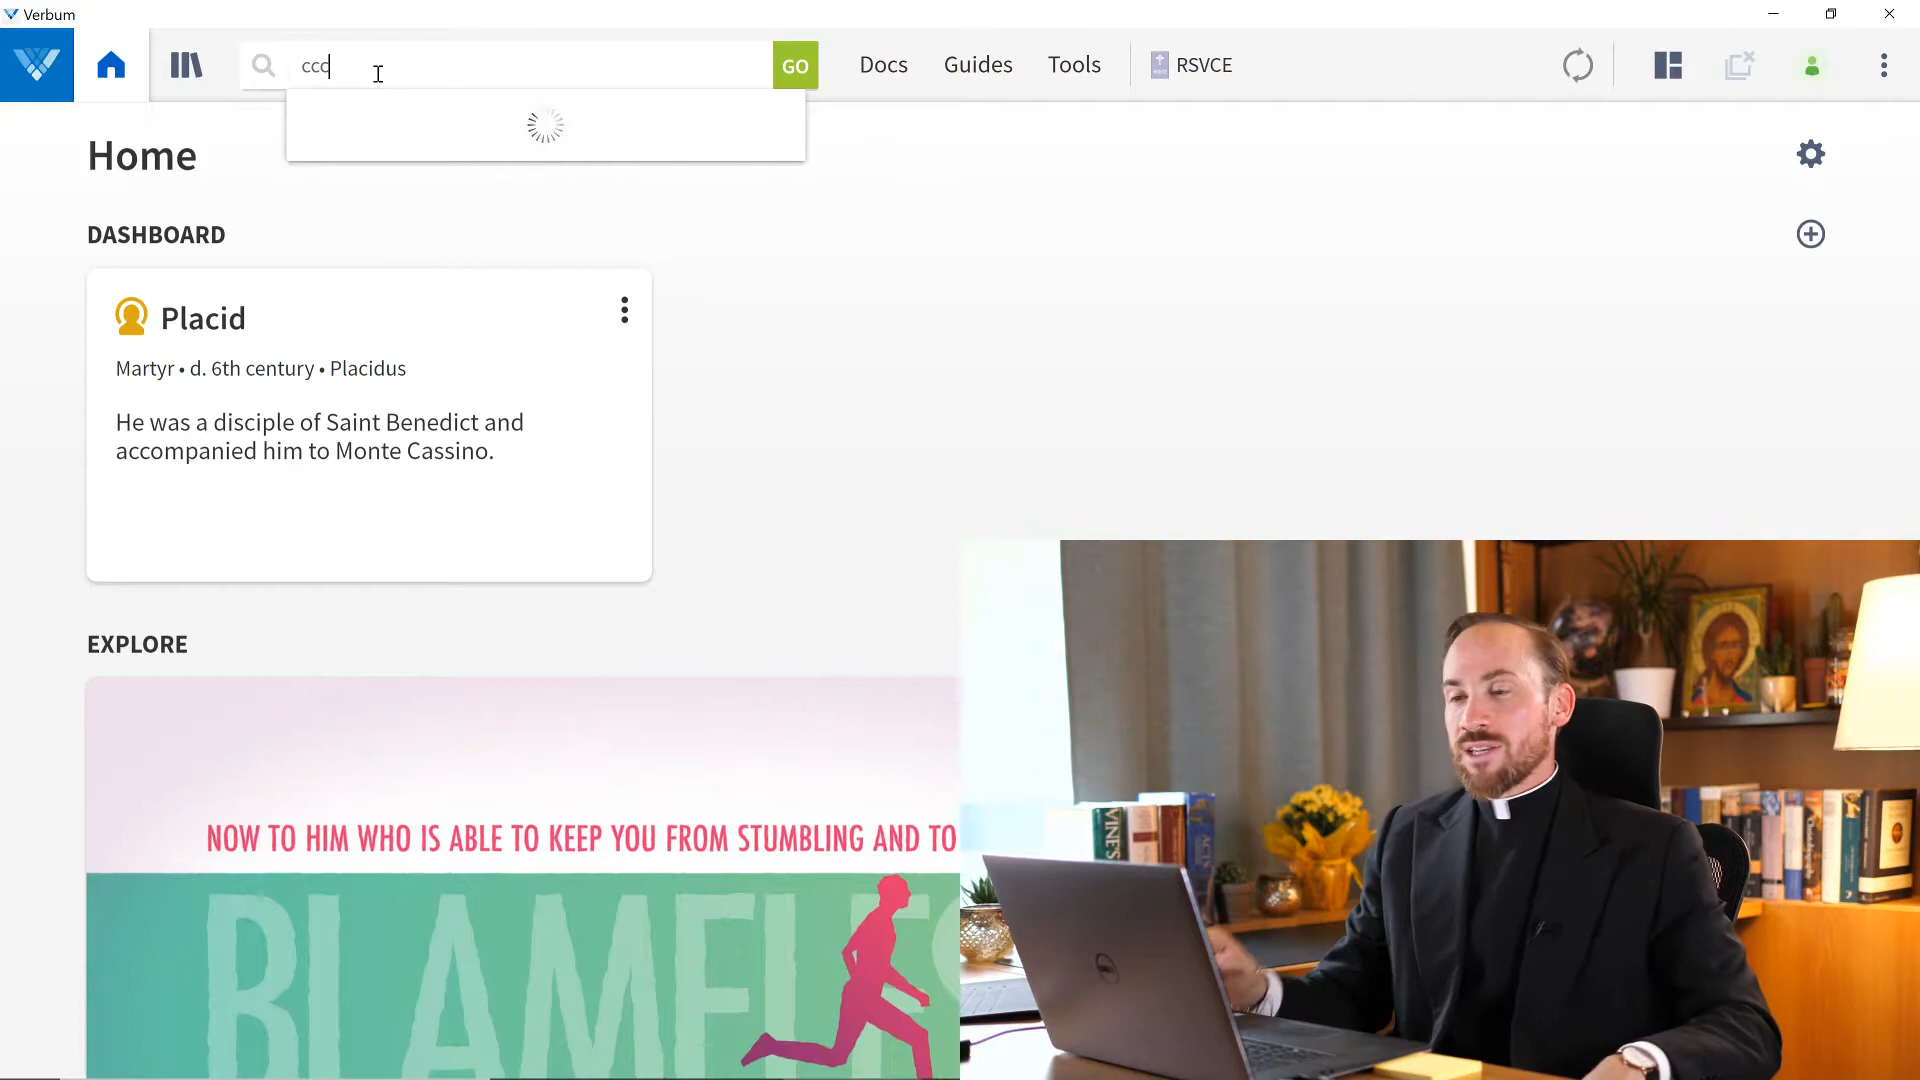 Verbum
ccc
GO
Docs
Guides
Tools
RSVCE
Home
DASHBOARD
Placid
Martyr • d. 6th century • Placidus
He was a disciple of Saint Benedict and
accompanied him to Monte Cassino.
EXPLORE
NOW TO HIM WHO IS ABLE TO KEEP YOU FROM STUMBLING AND TO
BLAMELES
VINE'S